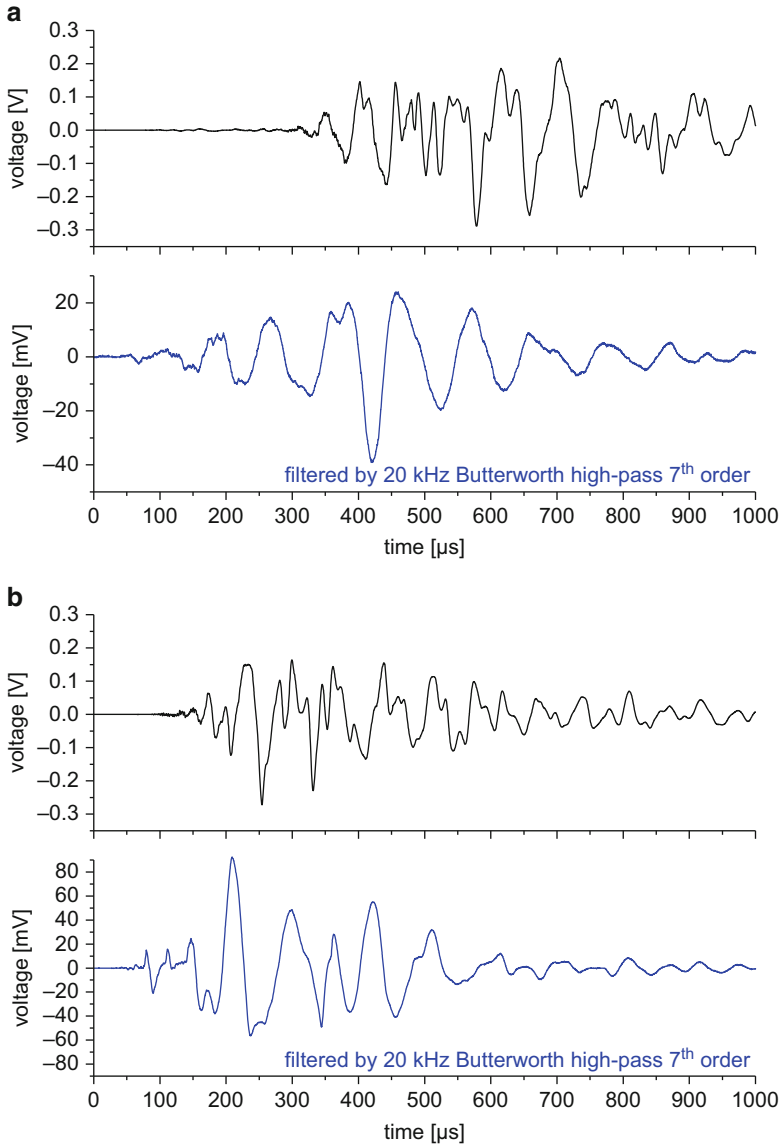 a
0.3
0.2
0.1
0.0
–0.1
–0.2
–0.3
voltage [V]
20
0
–20
–40
voltage [mV]
filtered by 20 kHz Butterworth high-pass 7th order
0 100 200 300 400 500 600 700 800 900 1000
time [µs]
b
0.3
0.2
0.1
0.0
–0.1
–0.2
–0.3
voltage [V]
80
60
40
20
0
–20
–40
–60
–80
voltage [mV]
filtered by 20 kHz Butterworth high-pass 7th order
0 100 200 300 400 500 600 700 800 900 1000
time [µs]